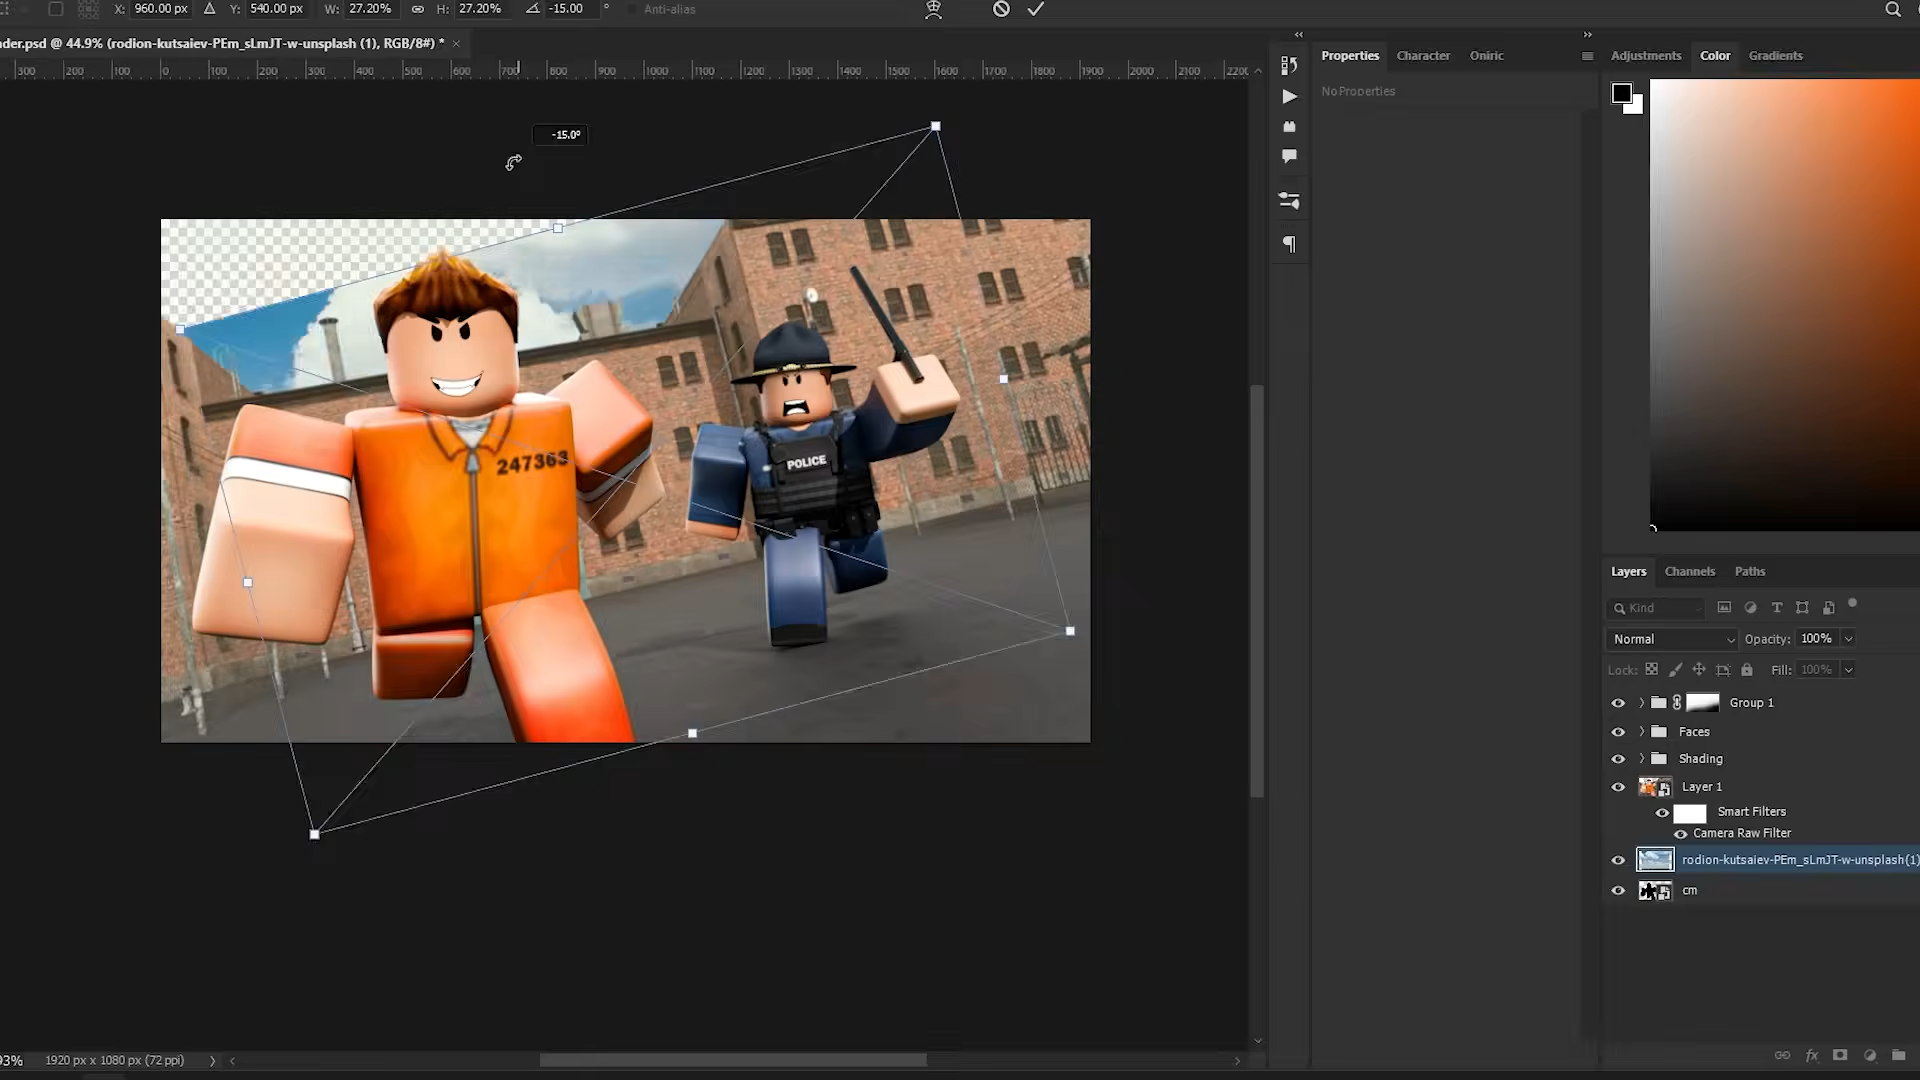 X: 960.00 px Y: 540.00 px W: 27.20% H: 27.20% -15.00 ° Anti-alias
der.psd @ 44.9% (rodion-kutsaiev-PEm_sLmJT-w-unsplash (1), RGB/8#) * ×
300 200 100 0 100 200 300 400 500 600 700 800 900 1000 1100 1200 1300 1400 1500 1600 1700 1800 1900 2000 2100 2200
Properties Character Oniric
No Properties
Adjustments Color Gradients
-15.0°
247363
POLICE
Layers Channels Paths
Kind
Normal Opacity: 100%
Lock: Fill: 100%
Group 1
Faces
Shading
Layer 1
Smart Filters
Camera Raw Filter
rodion-kutsaiev-PEm_sLmJT-w-unsplash(1)
cm
93% 1920 px x 1080 px (72 ppi)